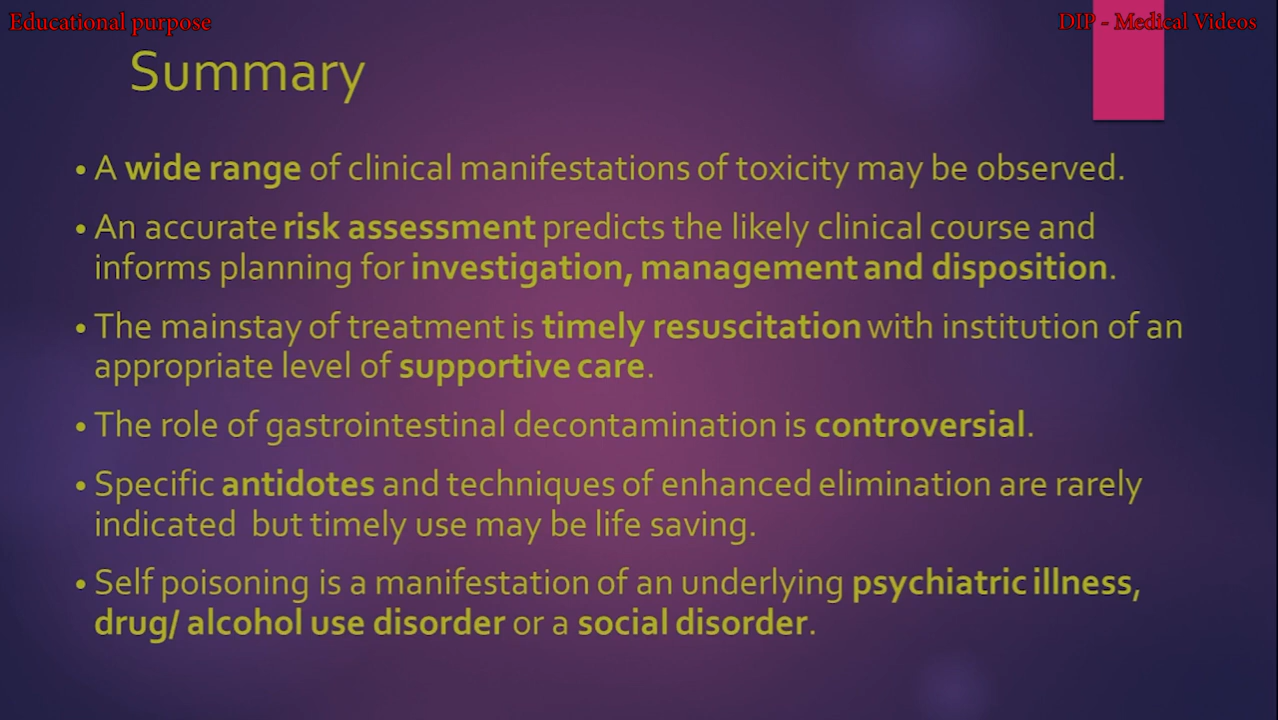 Educational purpose
DIP - Medical Videos
Summary
• A wide range of clinical manifestations of toxicity may be observed.
• An accurate risk assessment predicts the likely clinical course and
informs planning for investigation, management and disposition.
• The mainstay of treatment is timely resuscitation with institution of an
appropriate level of supportive care.
• The role of gastrointestinal decontamination is controversial.
• Specific antidotes and techniques of enhanced elimination are rarely
indicated  but timely use may be life saving.
• Self poisoning is a manifestation of an underlying psychiatric illness,
drug/ alcohol use disorder or a social disorder.